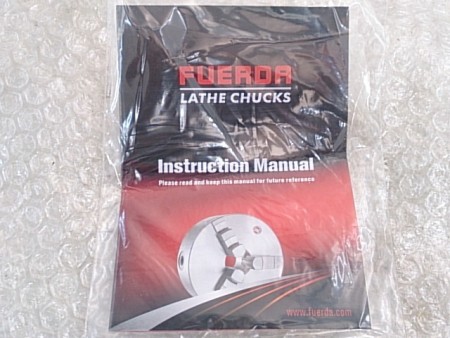 FUERDA
LATHE CHUCKS
Instruction Manual
Please read and keep this manual for future reference
www.fuerda.com